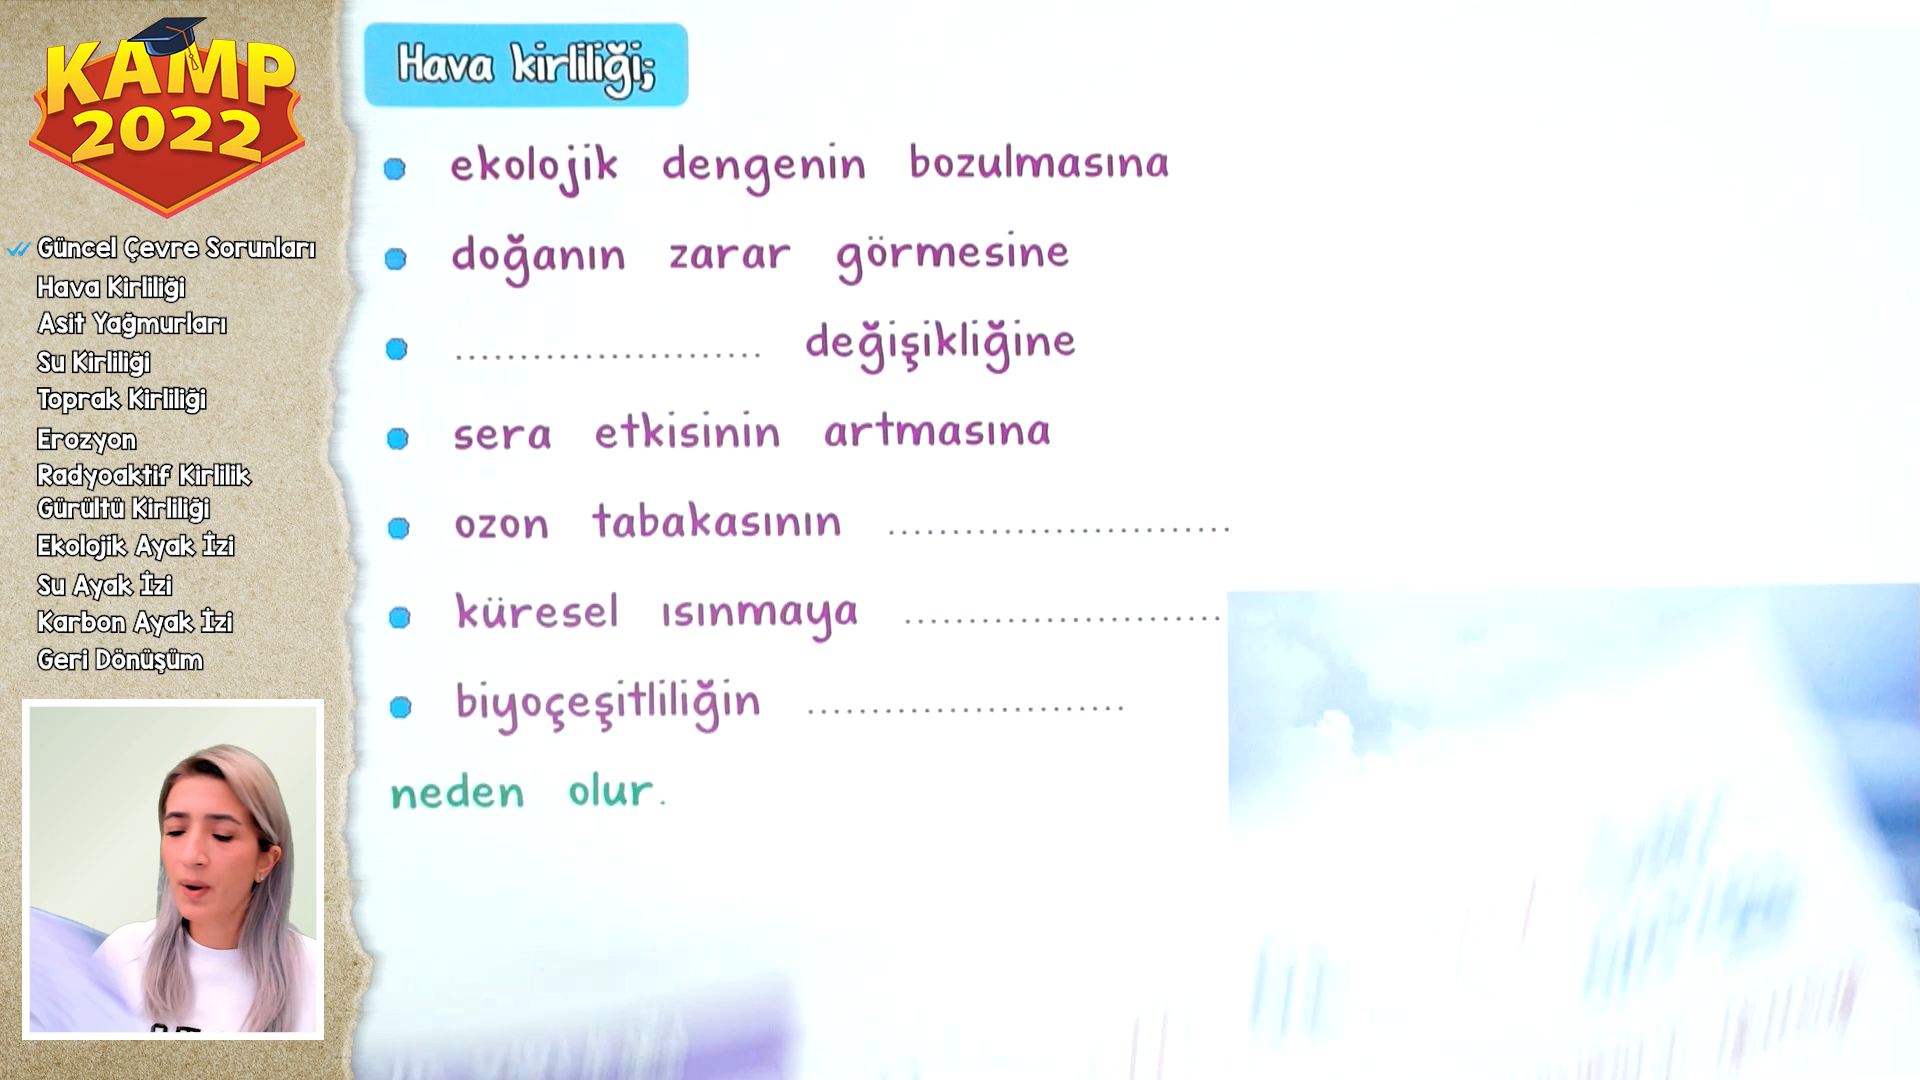 KAMP
2022
Güncel Çevre Sorunları
Hava Kirliliği
Asit Yağmurları
Su Kirliliği
Toprak Kirliliği
Erozyon
Radyoaktif Kirlilik
Gürültü Kirliliği
Ekolojik Ayak İzi
Su Ayak İzi
Karbon Ayak İzi
Geri Dönüşüm
Hava kirliliği;
ekolojik dengenin bozulmasına
doğanın zarar görmesine
........................ değişikliğine
sera etkisinin artmasına
ozon tabakasının ...........................
küresel ısınmaya .........................
biyoçeşitliliğin .........................
neden olur.